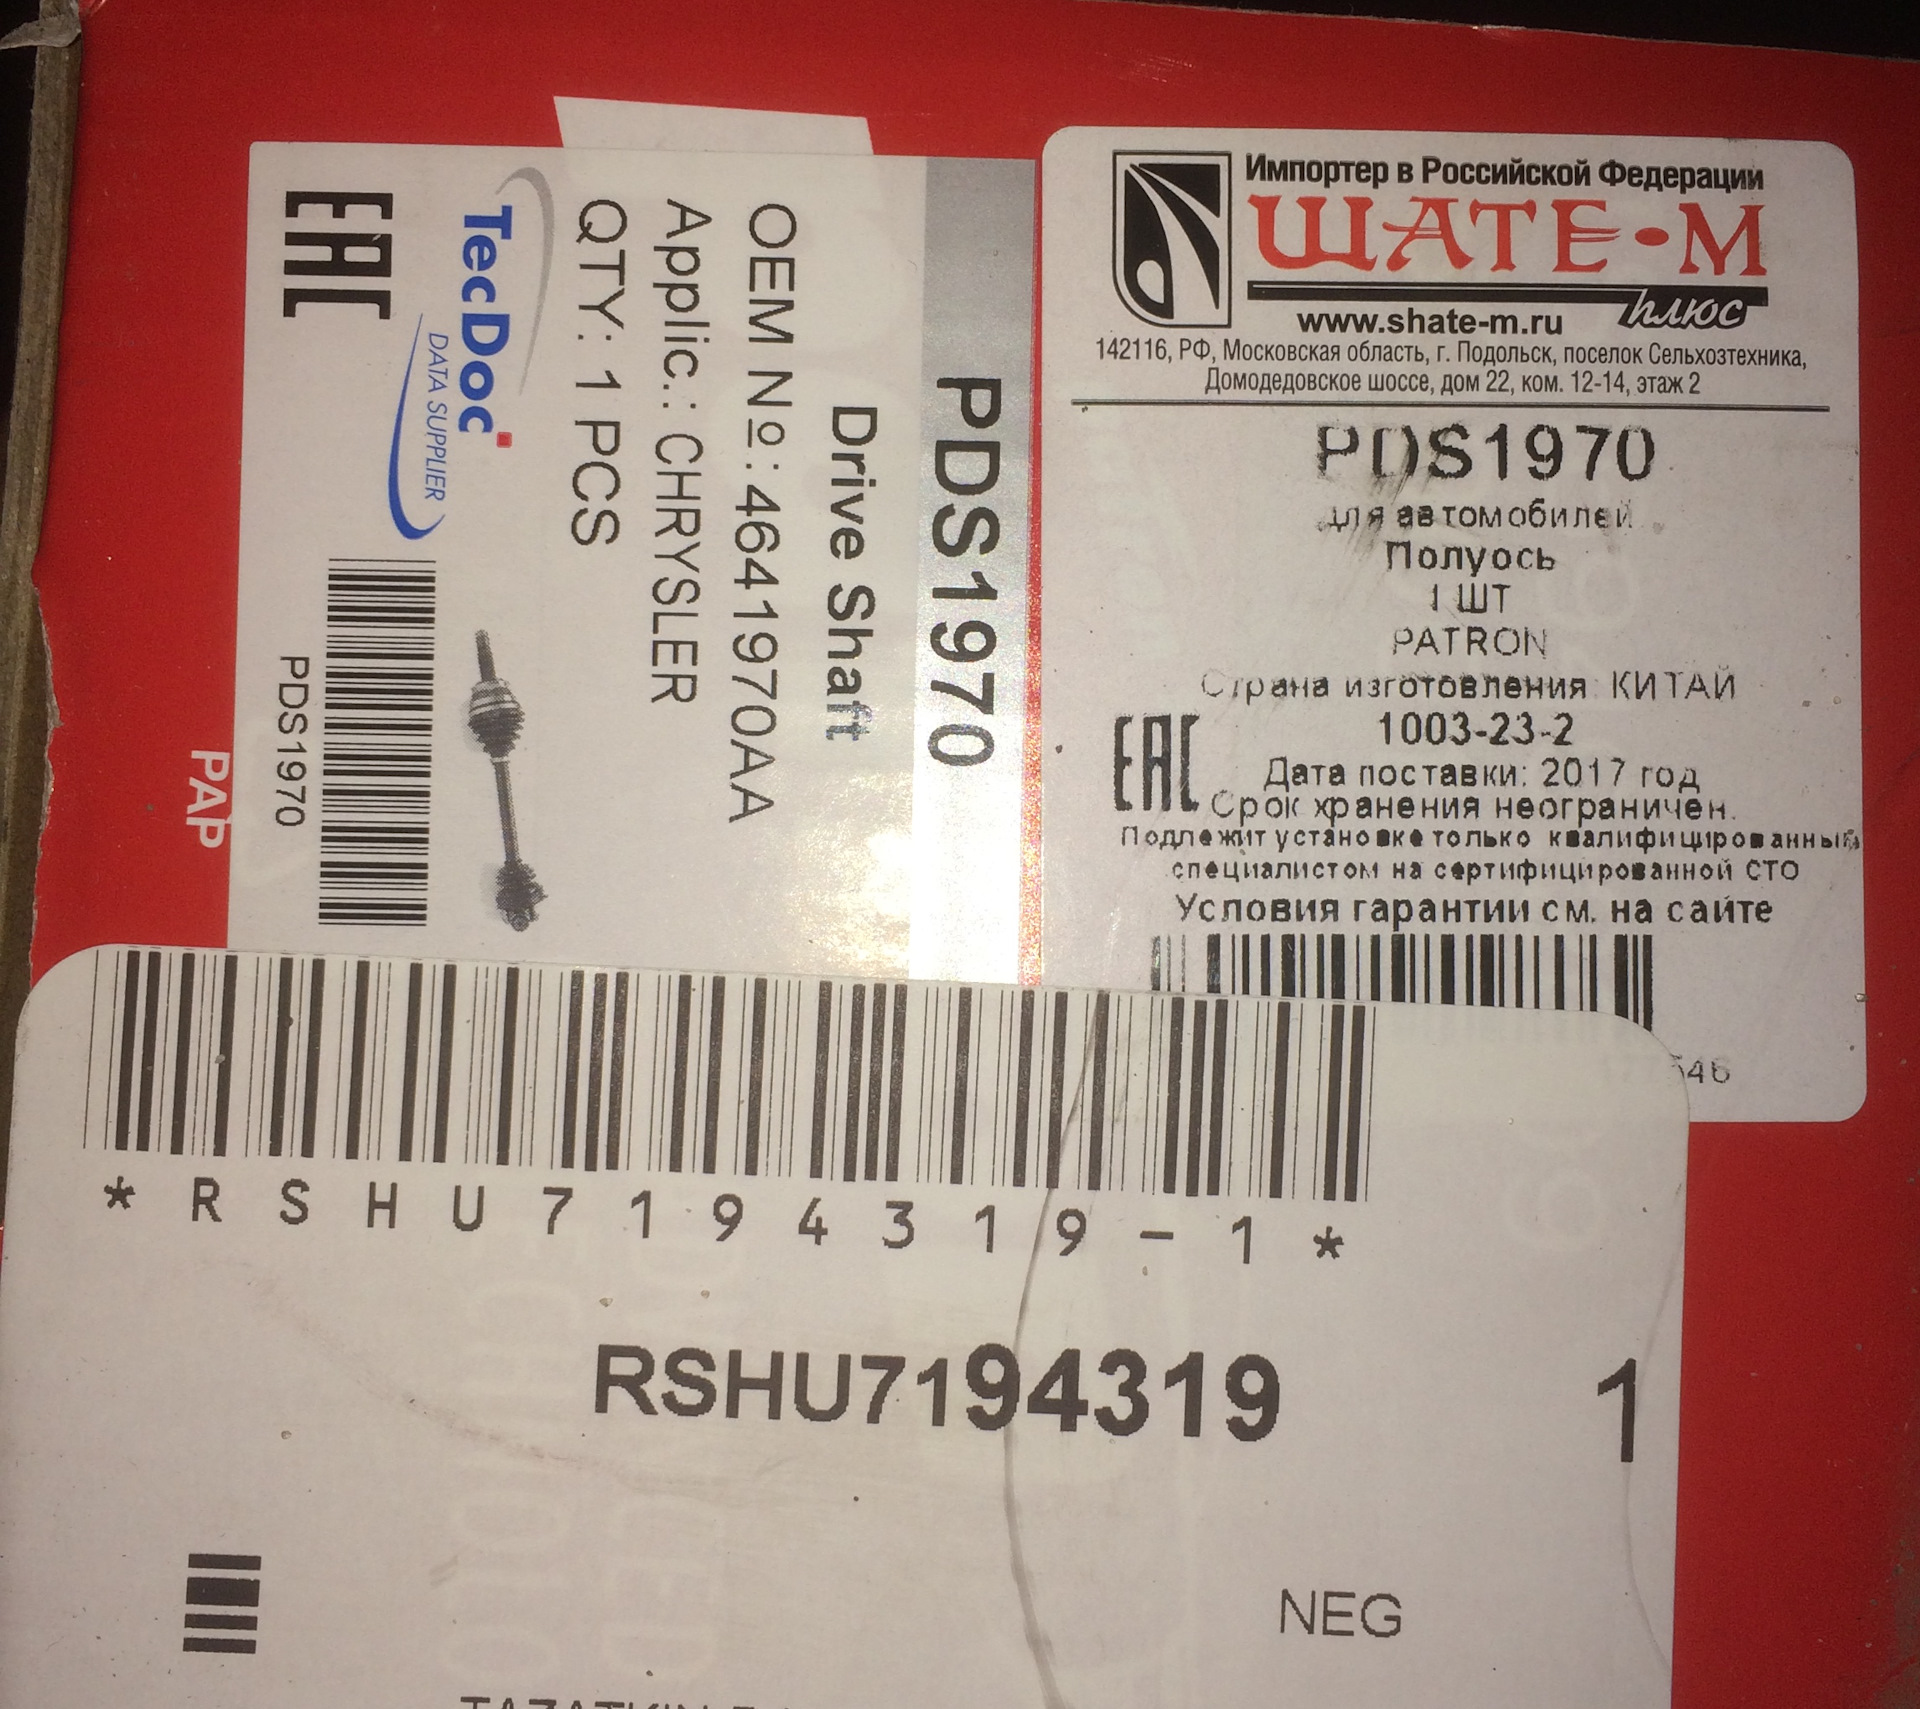 PDS1970
Drive Shaft
OEM №: 4641970AA
Applic.: CHRYSLER
QTY: 1 PCS
TecDoc
DATA SUPPLIER
EAC
PDS1970
PAP
Импортер в Российской Федерации
ШАТЕ-М
плюс
www.shate-m.ru
142116, РФ, Московская область, г. Подольск, поселок Сельхозтехника,
Домодедовское шоссе, дом 22, ком. 12-14, этаж 2
PDS1970
для автомобилей
Полуось
1 ШТ
PATRON
Страна изготовления: КИТАЙ
1003-23-2
EAC
Дата поставки: 2017 год
Срок хранения неограничен.
Подлежит установке только квалифицированным
специалистом на сертифицированной СТО
Условия гарантии см. на сайте
546
*RSHU7194319-1*
RSHU7194319 1
NEG